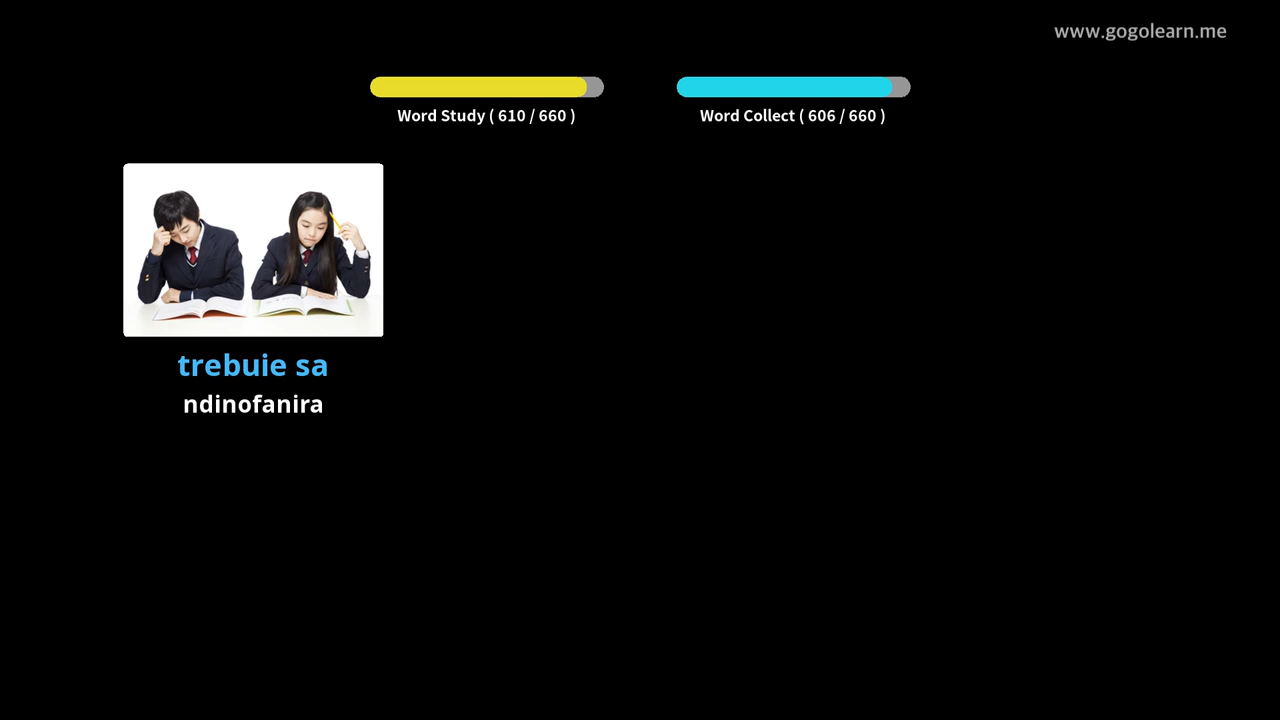 www.gogolearn.me
Word Study ( 610 / 660 )
Word Collect ( 606 / 660 )
trebuie sa
ndinofanira